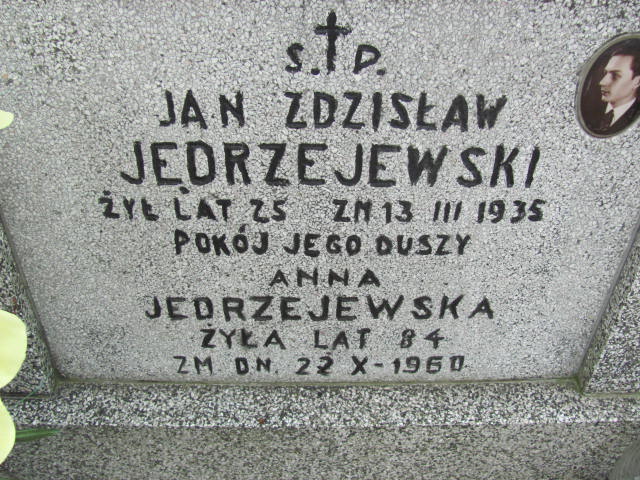 Ś.P.
JAN ZDZISŁAW
JĘDRZEJEWSKI
ŻYŁ LAT 25 ZM 13 III 1935
POKÓJ JEGO DUSZY
ANNA
JEDRZEJEWSKA
ŻYŁA LAT 84
ZM DN. 22 X-1960.